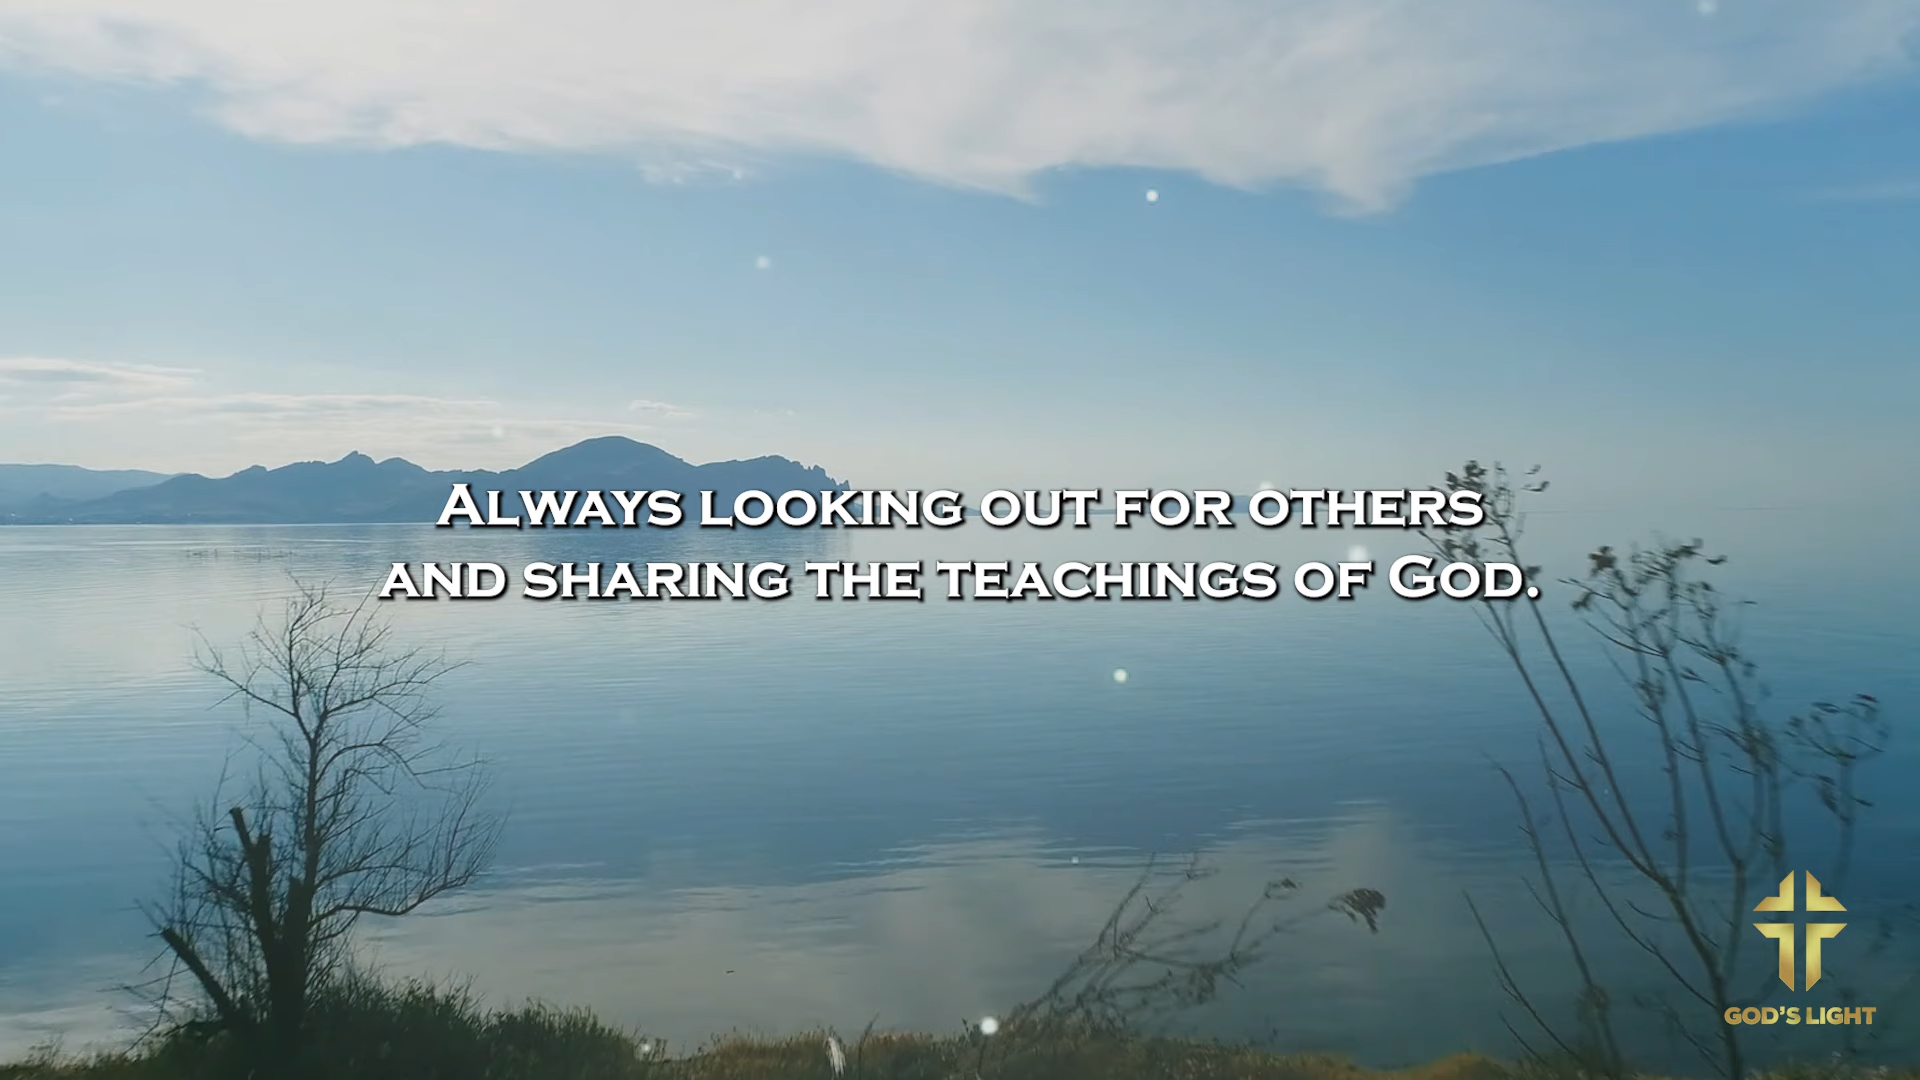 Always looking out for others
and sharing the teachings of God.
GOD'S LIGHT